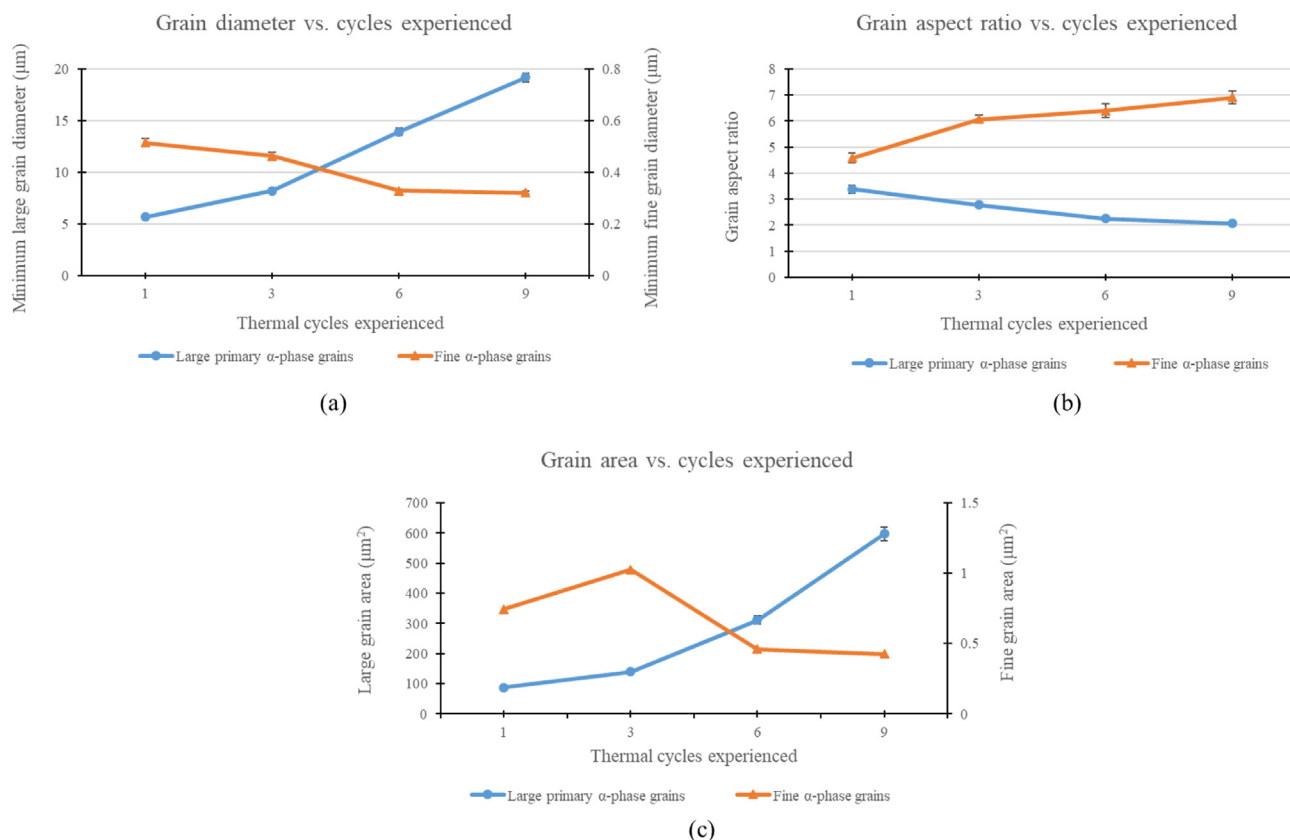 Grain diameter vs. cycles experienced
Minimum large grain diameter (μm)
20
15
10
5
0
0.8
0.6
0.4
0.2
0
Minimum fine grain diameter (μm)
1 3 6 9
Thermal cycles experienced
Large primary α-phase grains Fine α-phase grains
(a)
Grain aspect ratio vs. cycles experienced
Grain aspect ratio
8
7
6
5
4
3
2
1
0
1 3 6 9
Thermal cycles experienced
Large primary α-phase grains Fine α-phase grains
(b)
Grain area vs. cycles experienced
Large grain area (μm²)
700
600
500
400
300
200
100
0
1.5
1
0.5
0
Fine grain area (μm²)
1 3 6 9
Thermal cycles experienced
Large primary α-phase grains Fine α-phase grains
(c)